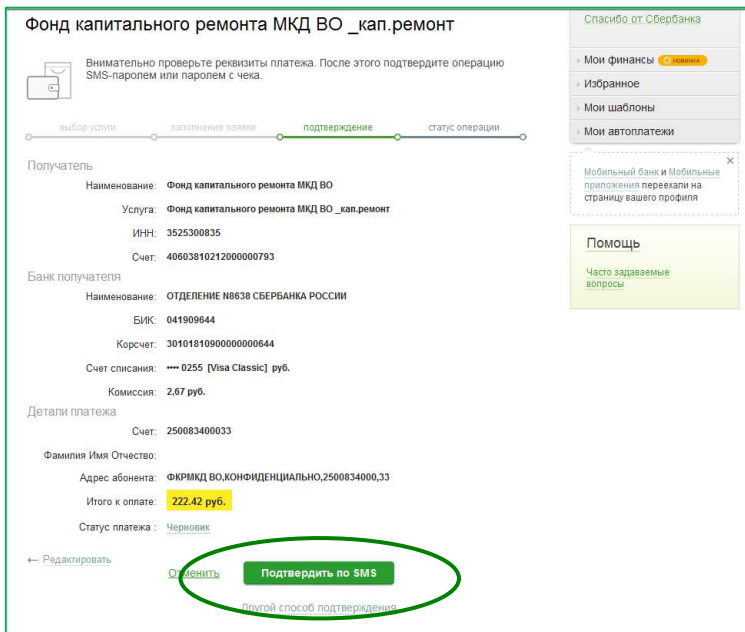 Фонд капитального ремонта МКД ВО _кап.ремонт
Внимательно проверьте реквизиты платежа. После этого подтвердите операцию
SMS-паролем или паролем с чека.
выбор услуги заполнение заявки подтверждение статус операции
Получатель
Наименование: Фонд капитального ремонта МКД ВО
Услуга: Фонд капитального ремонта МКД ВО _кап.ремонт
ИНН: 3525300835
Счет: 40603810212000000793
Банк получателя
Наименование: ОТДЕЛЕНИЕ N8638 СБЕРБАНКА РОССИИ
БИК: 041909644
Корсчет: 30101810900000000644
Счет списания: •••• 0255 [Visa Classic] руб.
Комиссия: 2,67 руб.
Детали платежа
Счет: 250083400033
Фамилия Имя Отчество:
Адрес абонента: ФКРМКД ВО,КОНФИДЕНЦИАЛЬНО,2500834000,33
Итого к оплате: 222.42 руб.
Статус платежа : Черновик
← Редактировать
Отменить Подтвердить по SMS
Другой способ подтверждения
Спасибо от Сбербанка
Мои финансы НОВИНКА
Избранное
Мои шаблоны
Мои автоплатежи
Мобильный банк и Мобильные
приложения переехали на
страницу вашего профиля
Помощь
Часто задаваемые
вопросы